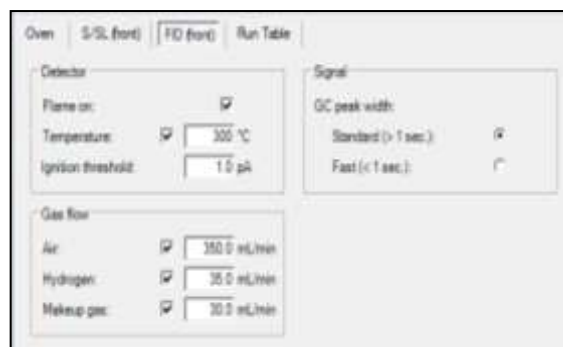 Oven S/SL (front) FID (front) Run Table
Detector
Flame on:
Temperature: 300 °C
Ignition threshold: 1.0 pA
Gas flow
Air: 350.0 mL/min
Hydrogen: 35.0 mL/min
Makeup gas: 30.0 mL/min
Signal
GC peak width:
Standard (> 1 sec.):
Fast (< 1 sec.):